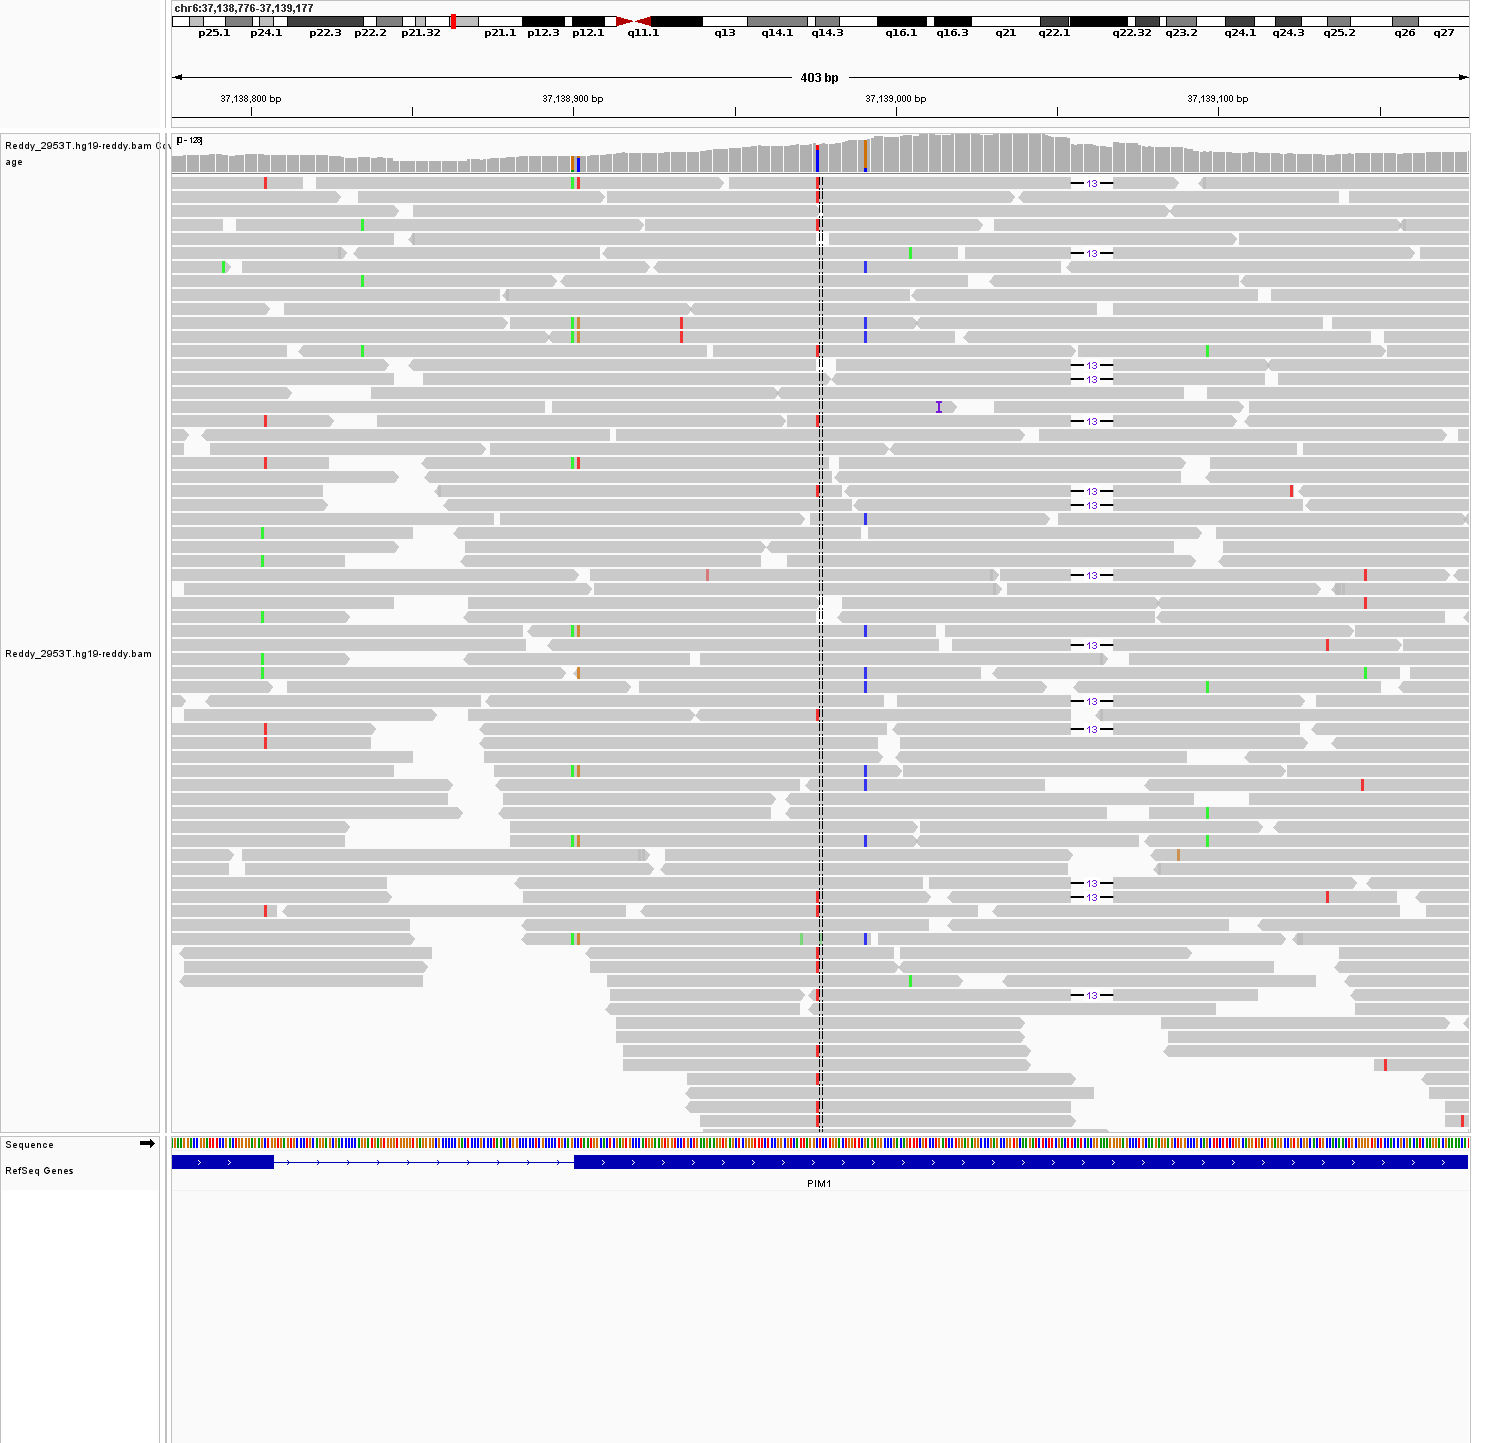 chr6:37,138,776-37,139,177
p25.1 p24.1 p22.3 p22.2 p21.32 p21.1 p12.3 p12.1 q11.1 q13 q14.1 q14.3 q16.1 q16.3 q21 q22.1 q22.32 q23.2 q24.1 q24.3 q25.2 q26 q27
403 bp
37,138,800 bp 37,138,900 bp 37,139,000 bp 37,139,100 bp
Reddy_2953T.hg19-reddy.bam
age
13
13
13
13
13
13
13
13
13
13
13
13
13
13
Reddy_2953T.hg19-reddy.bam
Sequence
RefSeq Genes
PIM1